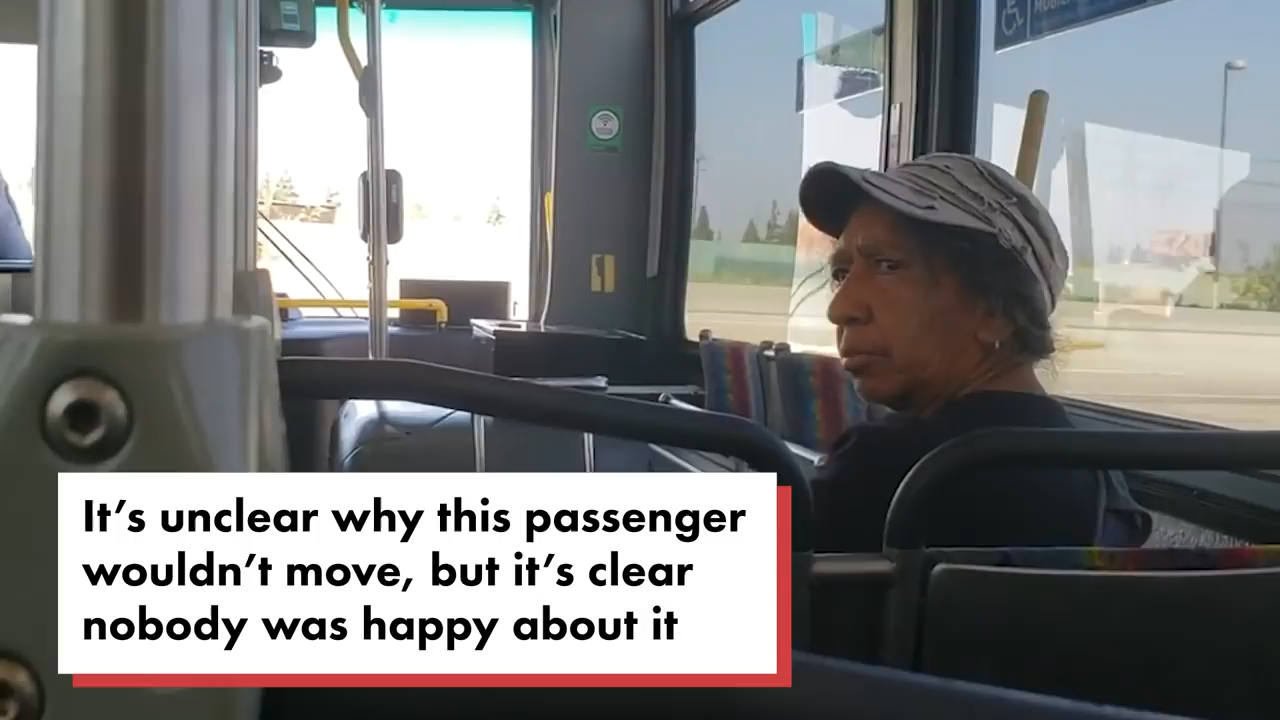 It’s unclear why this passenger
wouldn’t move, but it’s clear
nobody was happy about it